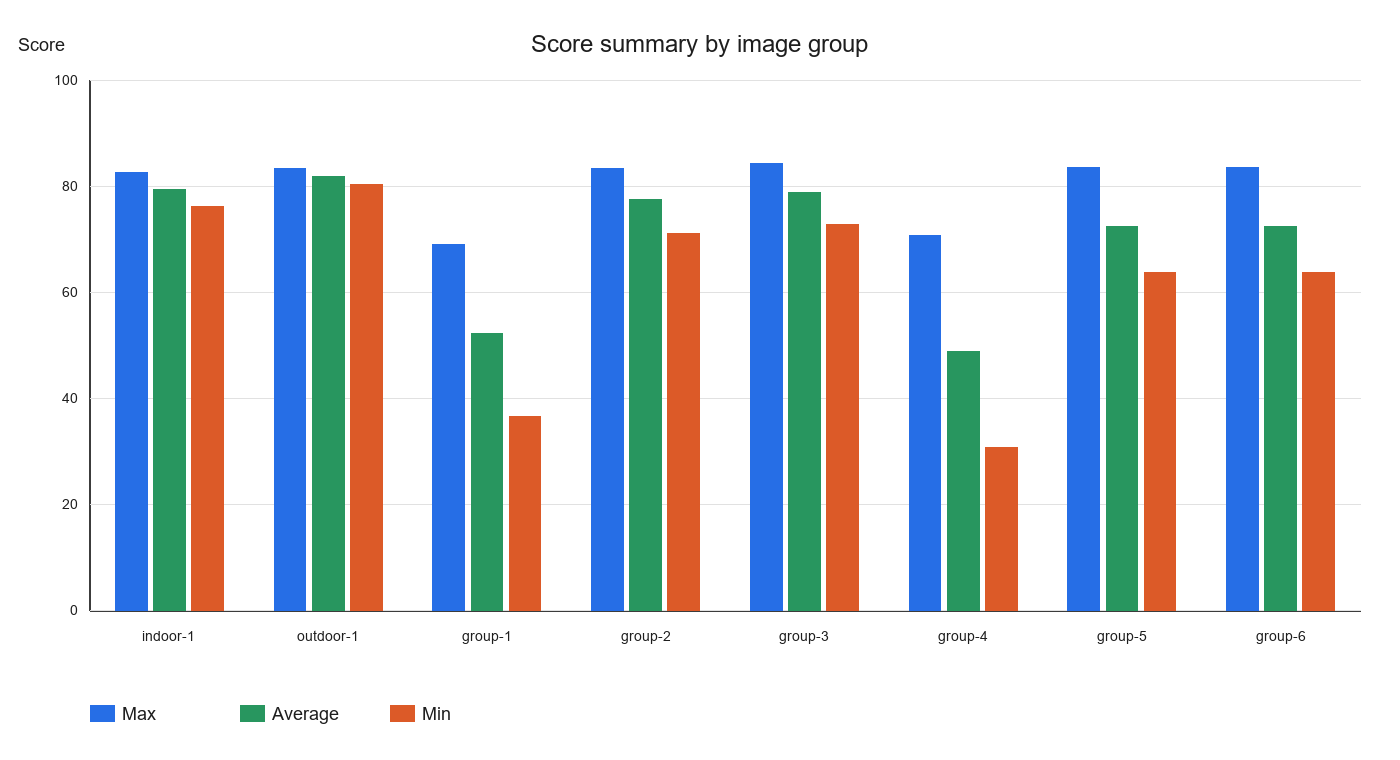 Score
Score summary by image group
100
80
60
40
20
0
indoor-1 outdoor-1 group-1 group-2 group-3 group-4 group-5 group-6
Max Average Min